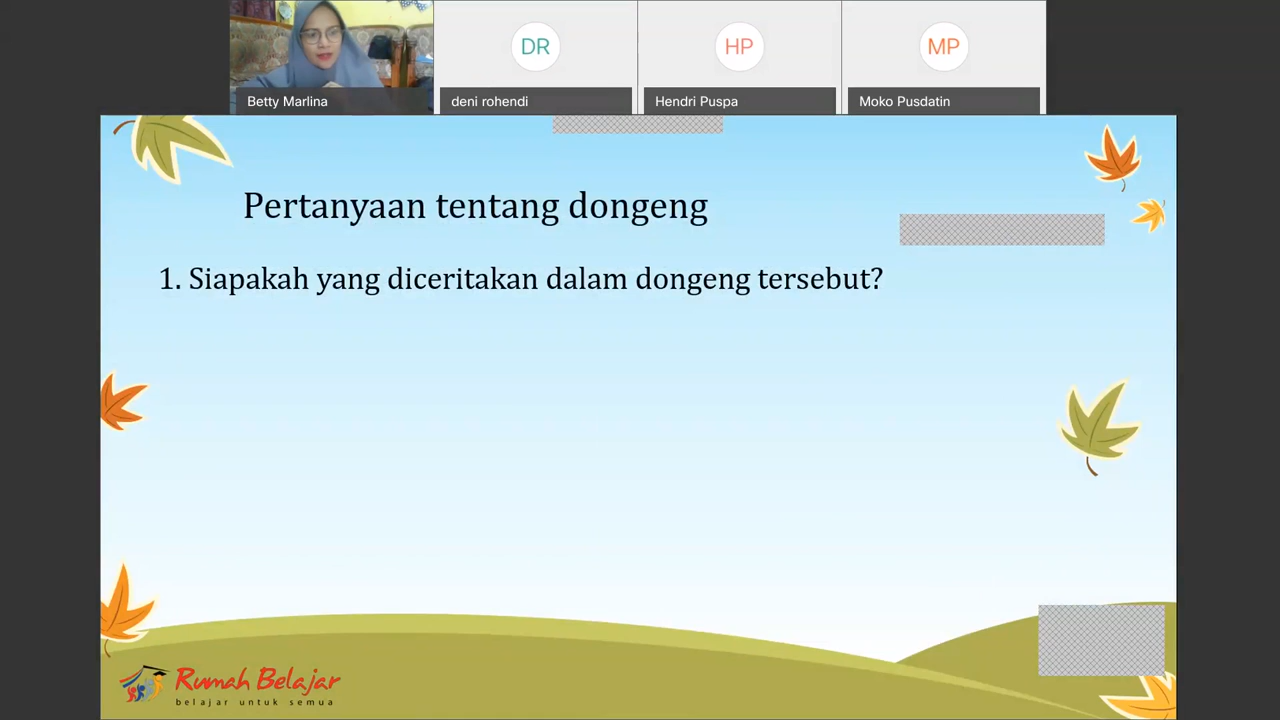 DR
HP
MP
Betty Marlina
deni rohendi
Hendri Puspa
Moko Pusdatin
Pertanyaan tentang dongeng
1. Siapakah yang diceritakan dalam dongeng tersebut?
Rumah Belajar
belajar untuk semua